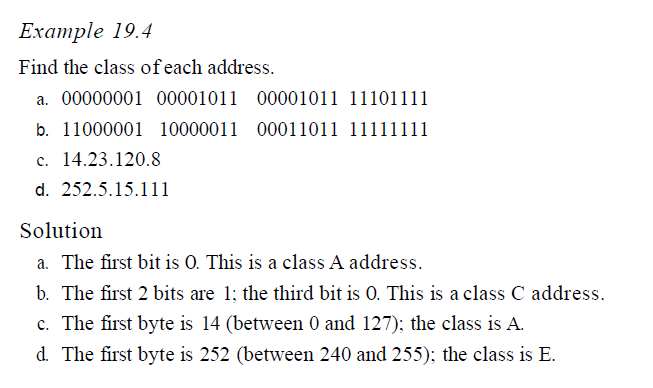 Example 19.4
Find the class of each address.
a. 00000001 00001011 00001011 11101111
b. 11000001 10000011 00011011 11111111
c. 14.23.120.8
d. 252.5.15.111
Solution
a. The first bit is 0. This is a class A address.
b. The first 2 bits are 1; the third bit is 0. This is a class C address.
c. The first byte is 14 (between 0 and 127); the class is A.
d. The first byte is 252 (between 240 and 255); the class is E.